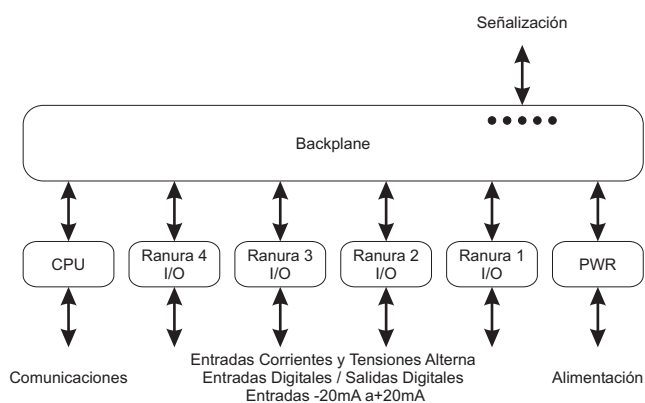 Señalización
Backplane
CPU
Ranura 4
I/O
Ranura 3
I/O
Ranura 2
I/O
Ranura 1
I/O
PWR
Comunicaciones
Entradas Corrientes y Tensiones Alterna
Entradas Digitales / Salidas Digitales
Entradas -20mA a+20mA
Alimentación